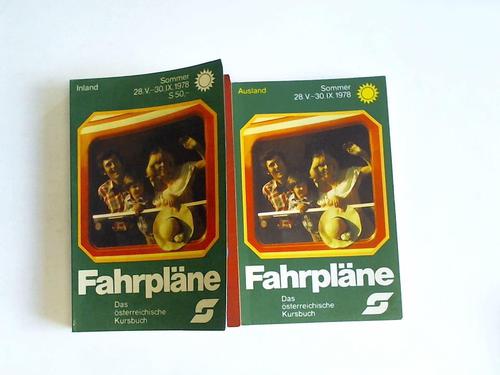 Inland
Sommer
28.V.-30.IX.1978
S 50,-
Fahrpläne
Das
österreichische
Kursbuch
Ausland
Sommer
28.V.-30.IX.1978
Fahrpläne
Das
österreichische
Kursbuch